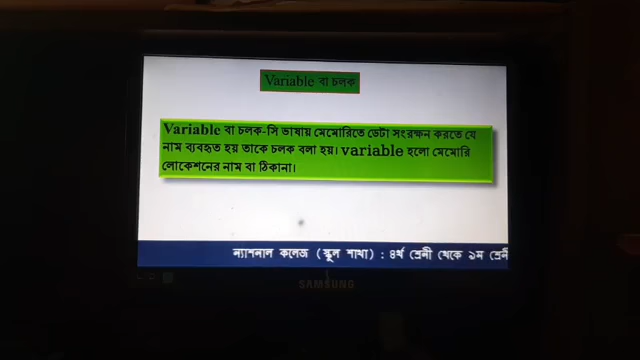 Variable বা চলক
Variable বা চলক-সি ভাষায় মেমোরিতে ডেটা সংরক্ষন করতে যে
নাম ব্যবহৃত হয় তাকে চলক বলা হয়। variable হলো মেমোরি
লোকেশনের নাম বা ঠিকানা।
ন্যাশনাল কলেজ (স্কুল শাখা) : ৪র্থ শ্রেনী থেকে ৯ম শ্রেনী
SAMSUNG